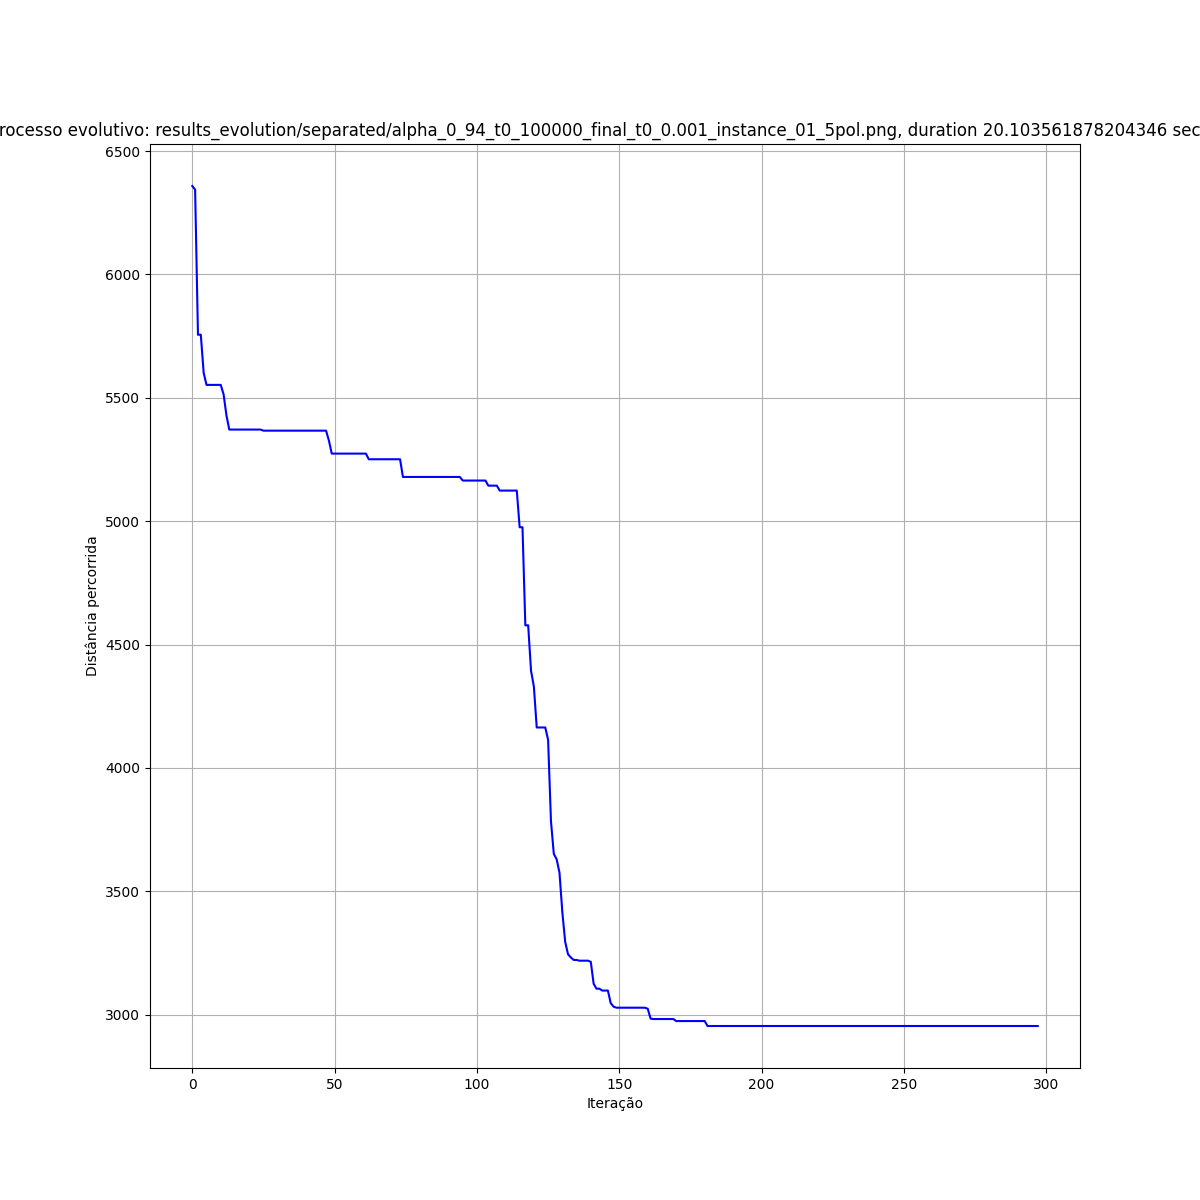 rocesso evolutivo: results_evolution/separated/alpha_0_94_t0_100000_final_t0_0.001_instance_01_5pol.png, duration 20.103561878204346 sec
6500
6000
5500
5000
4500
4000
3500
3000
Distância percorrida
0 50 100 150 200 250 300
Iteração